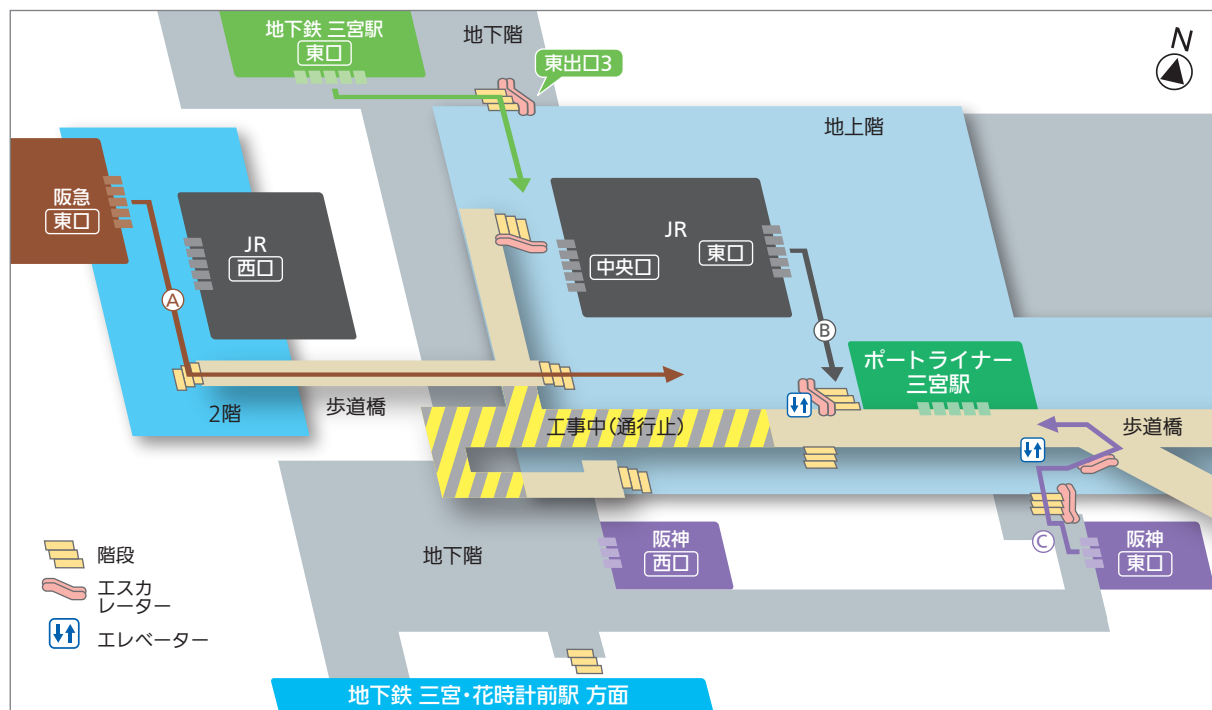 地下鉄 三宮駅
東口
地下階
東出口3
N
地上階
阪急
東口
JR
西口
JR
中央口
東口
A
B
ポートライナー
三宮駅
2階
歩道橋
工事中（通行止）
歩道橋
地下階
阪神
西口
C
阪神
東口
階段
エスカ
レーター
エレベーター
地下鉄 三宮・花時計前駅 方面